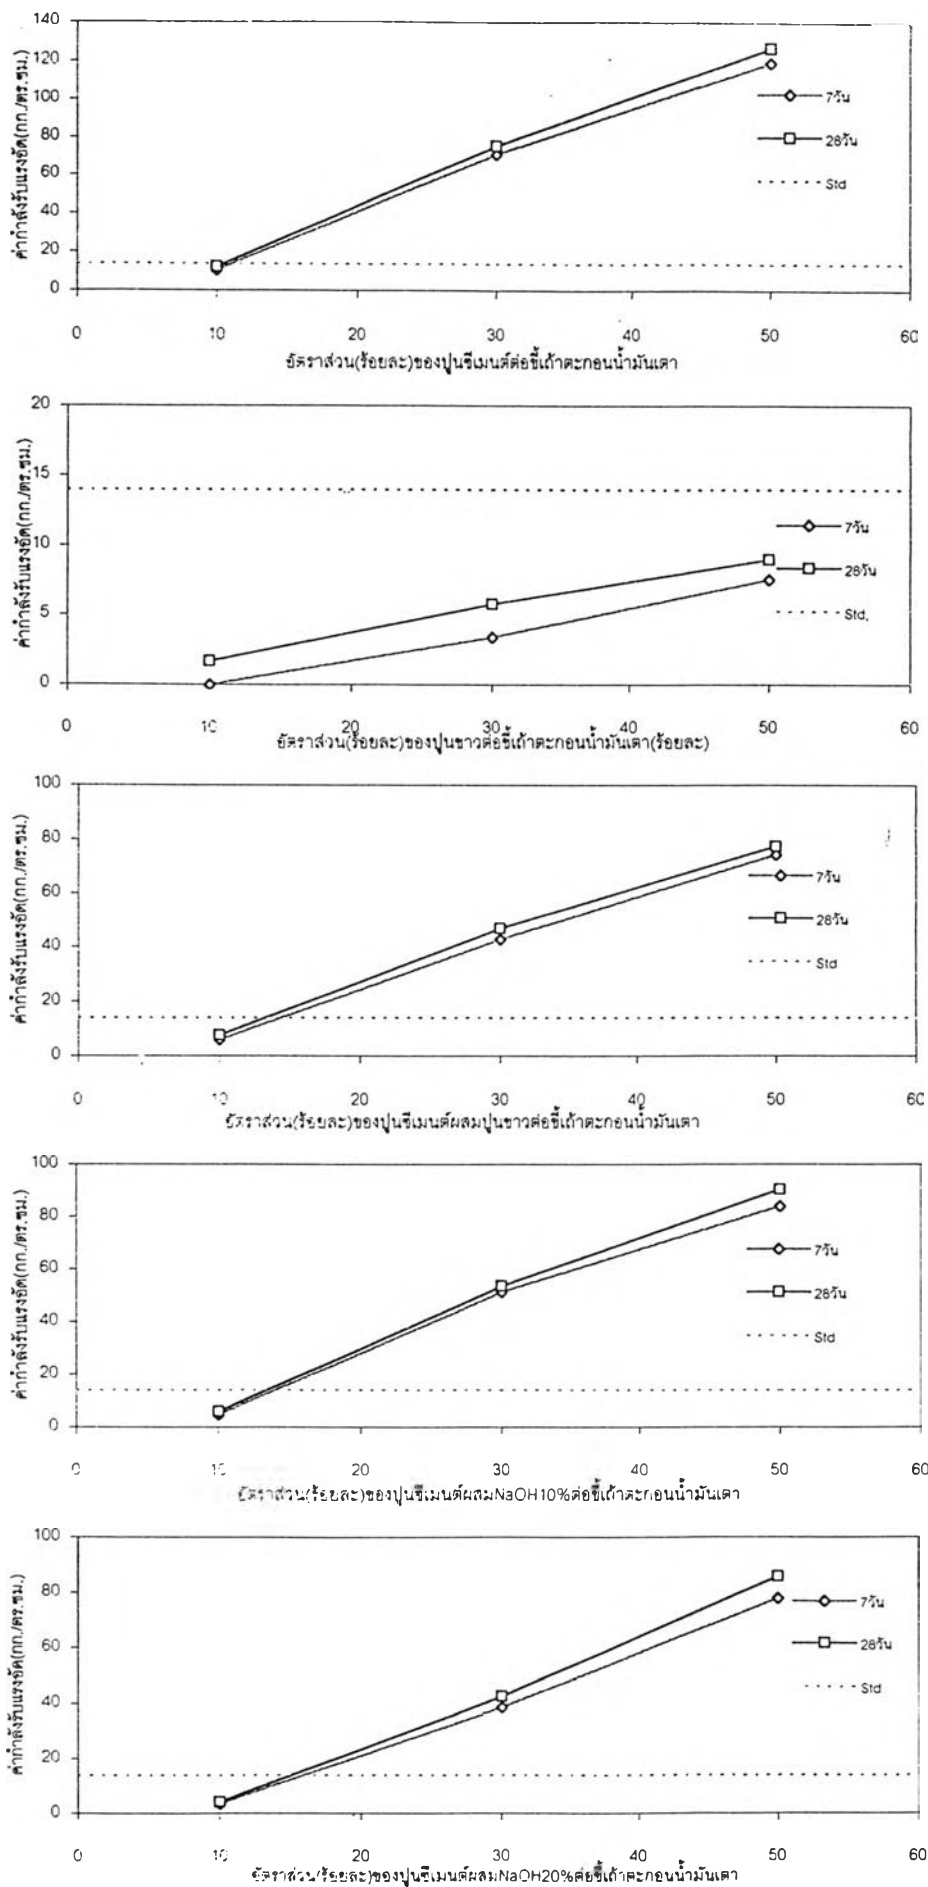 ค่ากำลังรับแรงอัด(กก./ตร.ซม.)
140
120
100
80
60
40
20
0
0 10 20 30 40 50 60
7วัน
28วัน
Std
อัตราส่วน(ร้อยละ)ของปูนซีเมนต์ต่อขี้เถ้าตะกอนน้ำมันเตา
ค่ากำลังรับแรงอัด(กก./ตร.ซม.)
20
15
10
5
0
0 10 20 30 40 50 60
7วัน
28วัน
Std.
อัตราส่วน(ร้อยละ)ของปูนขาวต่อขี้เถ้าตะกอนน้ำมันเตา(ร้อยละ)
ค่ากำลังรับแรงอัด(กก./ตร.ซม.)
100
80
60
40
20
0
0 10 20 30 40 50 60
7วัน
28วัน
Std
อัตราส่วน(ร้อยละ)ของปูนซีเมนต์ผสมปูนขาวต่อขี้เถ้าตะกอนน้ำมันเตา
ค่ากำลังรับแรงอัด(กก./ตร.ซม.)
100
80
60
40
20
0
0 10 20 30 40 50 60
7วัน
28วัน
Std
อัตราส่วน(ร้อยละ)ของปูนซีเมนต์ผสมNaOH10%ต่อขี้เถ้าตะกอนน้ำมันเตา
ค่ากำลังรับแรงอัด(กก./ตร.ซม.)
100
80
60
40
20
0
0 10 20 30 40 50 60
7วัน
28วัน
Std
อัตราส่วน(ร้อยละ)ของปูนซีเมนต์ผสมNaOH20%ต่อขี้เถ้าตะกอนน้ำมันเตา